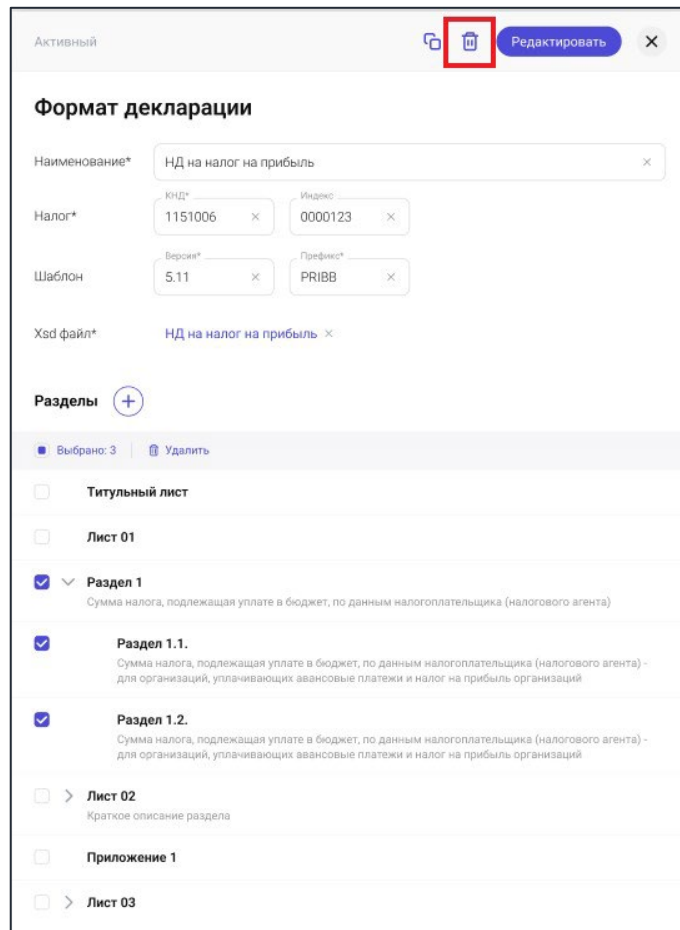 Активный
Редактировать
Формат декларации
Наименование*
НД на налог на прибыль
Налог*
КНД*
1151006
Индекс
0000123
Шаблон
Версия*
5.11
Префикс*
PRIBB
Xsd файл*
НД на налог на прибыль
Разделы
Выбрано: 3
Удалить
Титульный лист
Лист 01
Раздел 1
Сумма налога, подлежащая уплате в бюджет, по данным налогоплательщика (налогового агента)
Раздел 1.1.
Сумма налога, подлежащая уплате в бюджет, по данным налогоплательщика (налогового агента) -
для организаций, уплачивающих авансовые платежи и налог на прибыль организаций
Раздел 1.2.
Сумма налога, подлежащая уплате в бюджет, по данным налогоплательщика (налогового агента) -
для организаций, уплачивающих авансовые платежи и налог на прибыль организаций
Лист 02
Краткое описание раздела
Приложение 1
Лист 03